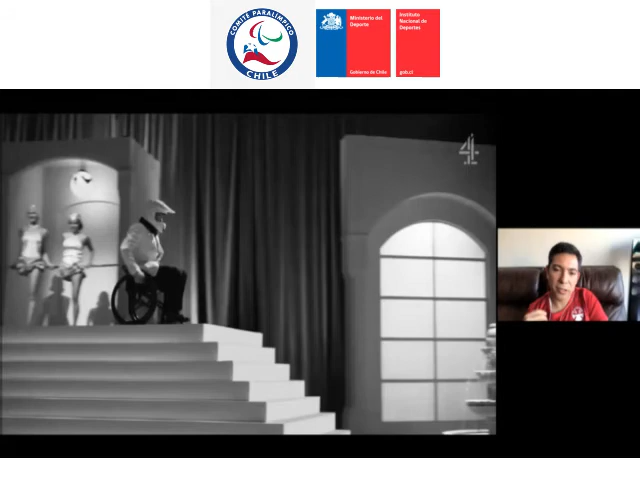 COMITÉ PARALÍMPICO
CHILE
Ministerio del
Deporte
Gobierno de Chile
Instituto
Nacional de
Deportes
gob.cl
4